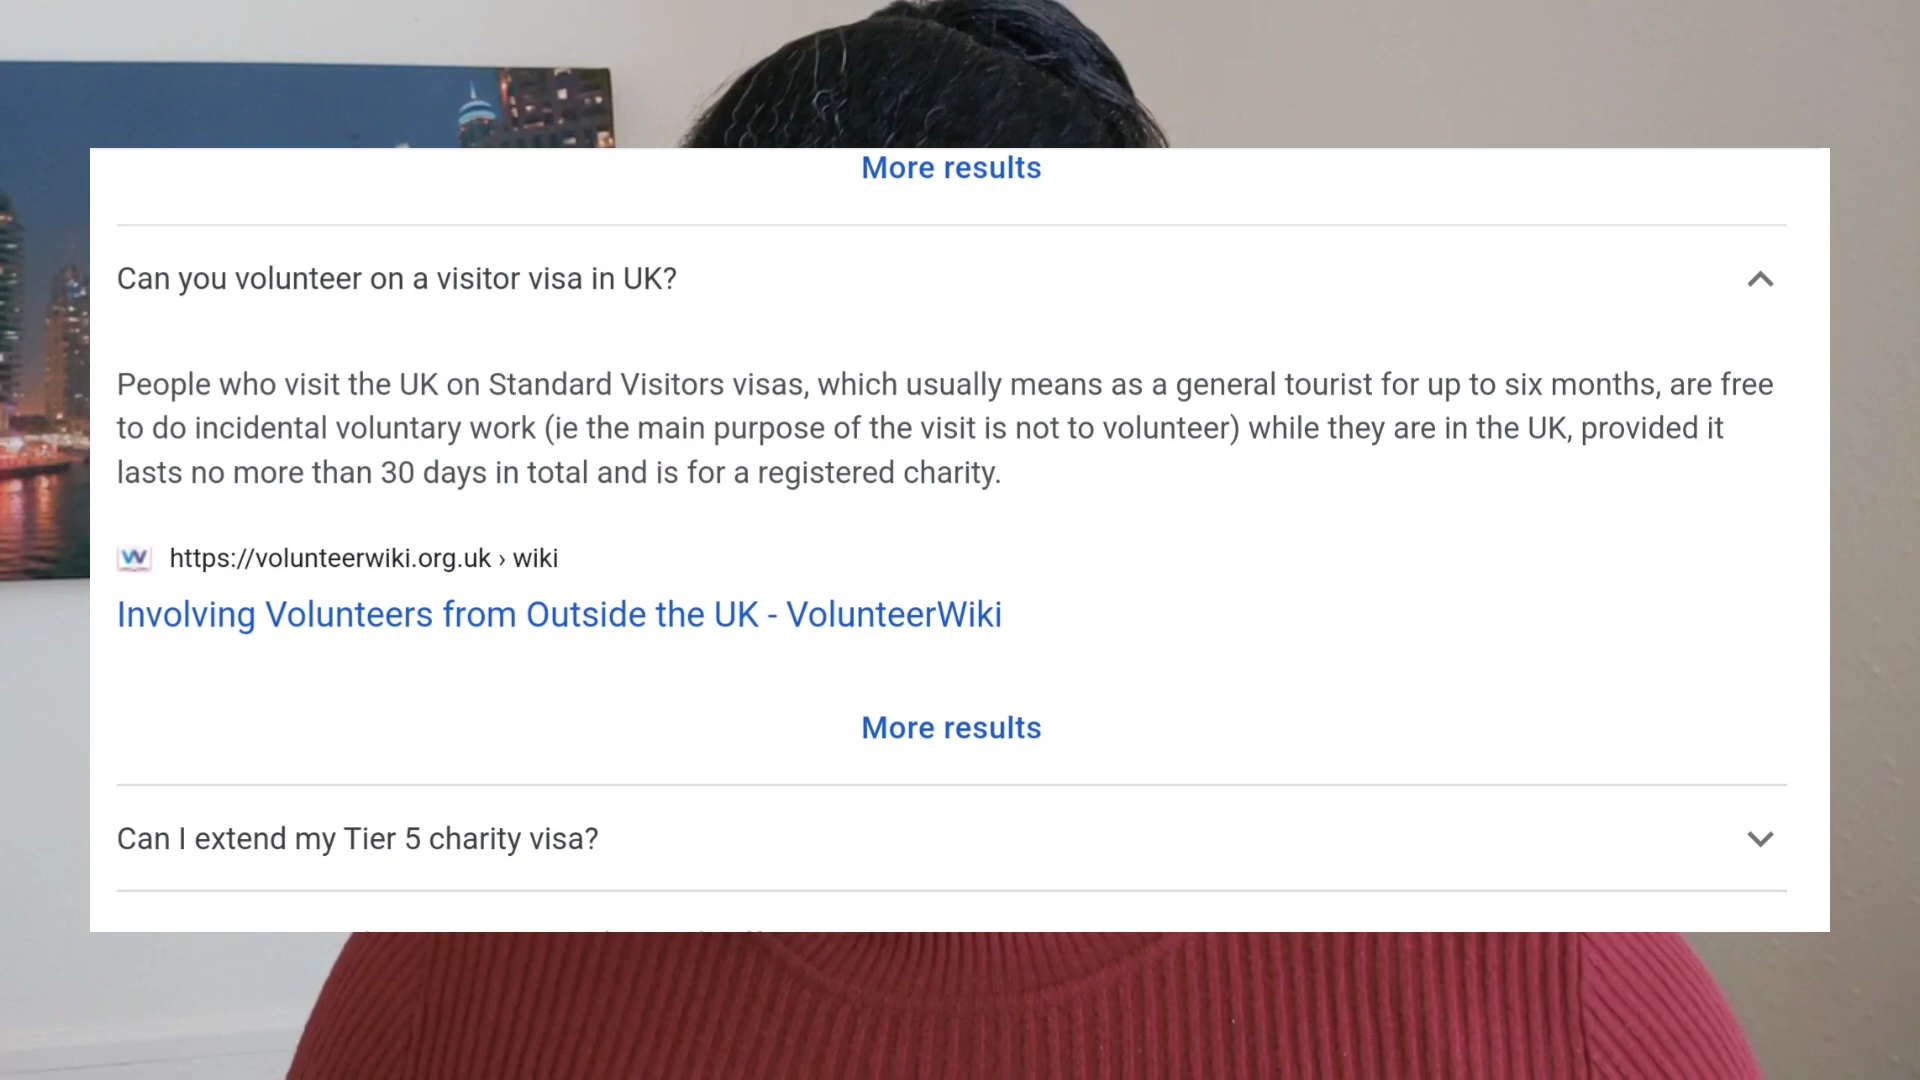 More results
Can you volunteer on a visitor visa in UK?
People who visit the UK on Standard Visitors visas, which usually means as a general tourist for up to six months, are free
to do incidental voluntary work (ie the main purpose of the visit is not to volunteer) while they are in the UK, provided it
lasts no more than 30 days in total and is for a registered charity.
W https://volunteerwiki.org.uk › wiki
Involving Volunteers from Outside the UK - VolunteerWiki
More results
Can I extend my Tier 5 charity visa?